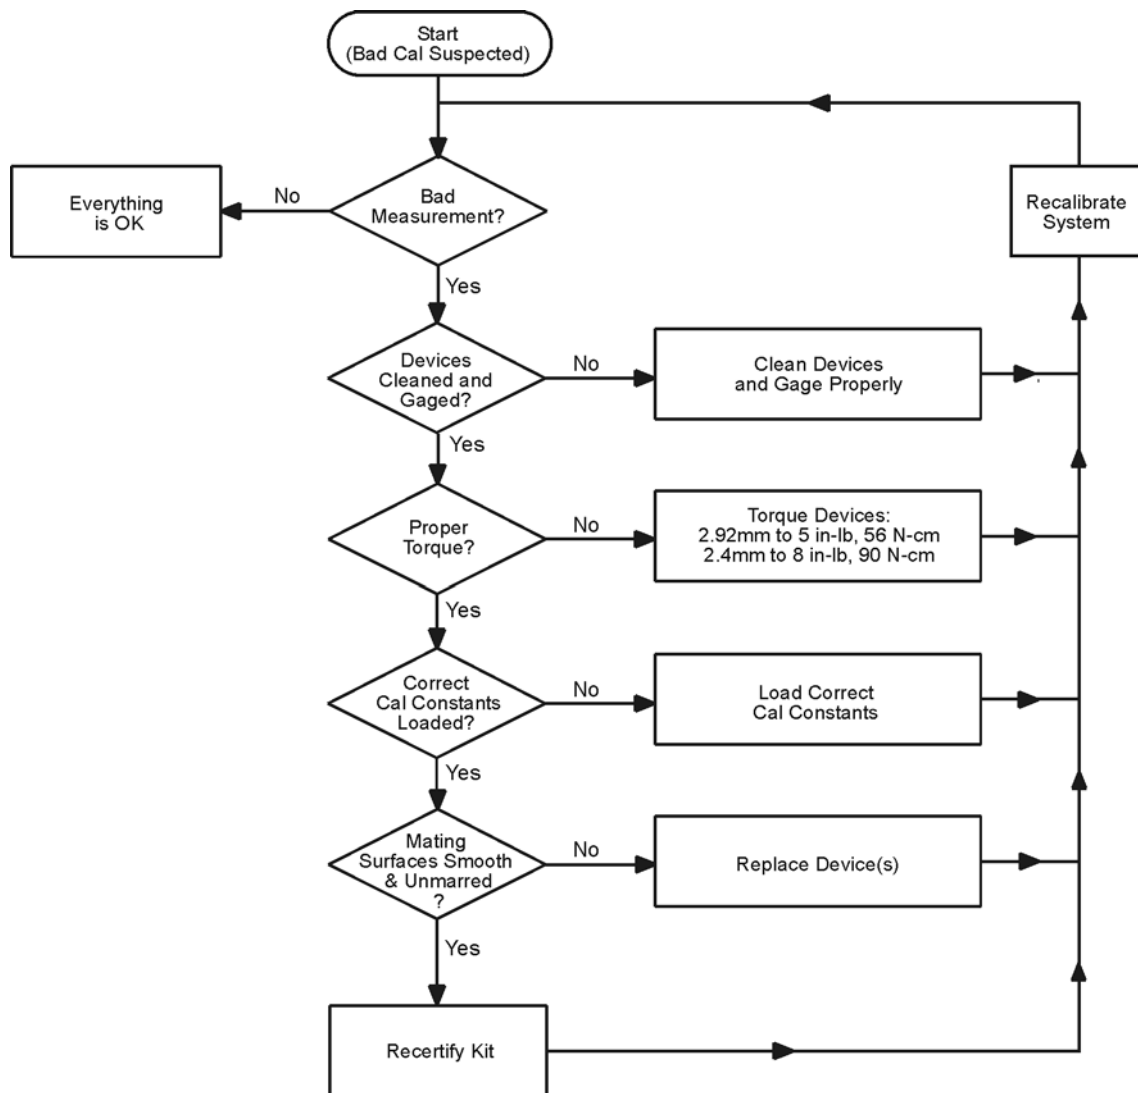 Start
(Bad Cal Suspected)
Everything
is OK
No
Bad
Measurement?
Recalibrate
System
Yes
Devices
Cleaned and
Gaged?
No
Clean Devices
and Gage Properly
Yes
Proper
Torque?
No
Torque Devices:
2.92mm to 5 in-lb, 56 N-cm
2.4mm to 8 in-lb, 90 N-cm
Yes
Correct
Cal Constants
Loaded?
No
Load Correct
Cal Constants
Yes
Mating
Surfaces Smooth
& Unmarred
?
No
Replace Device(s)
Yes
Recertify Kit